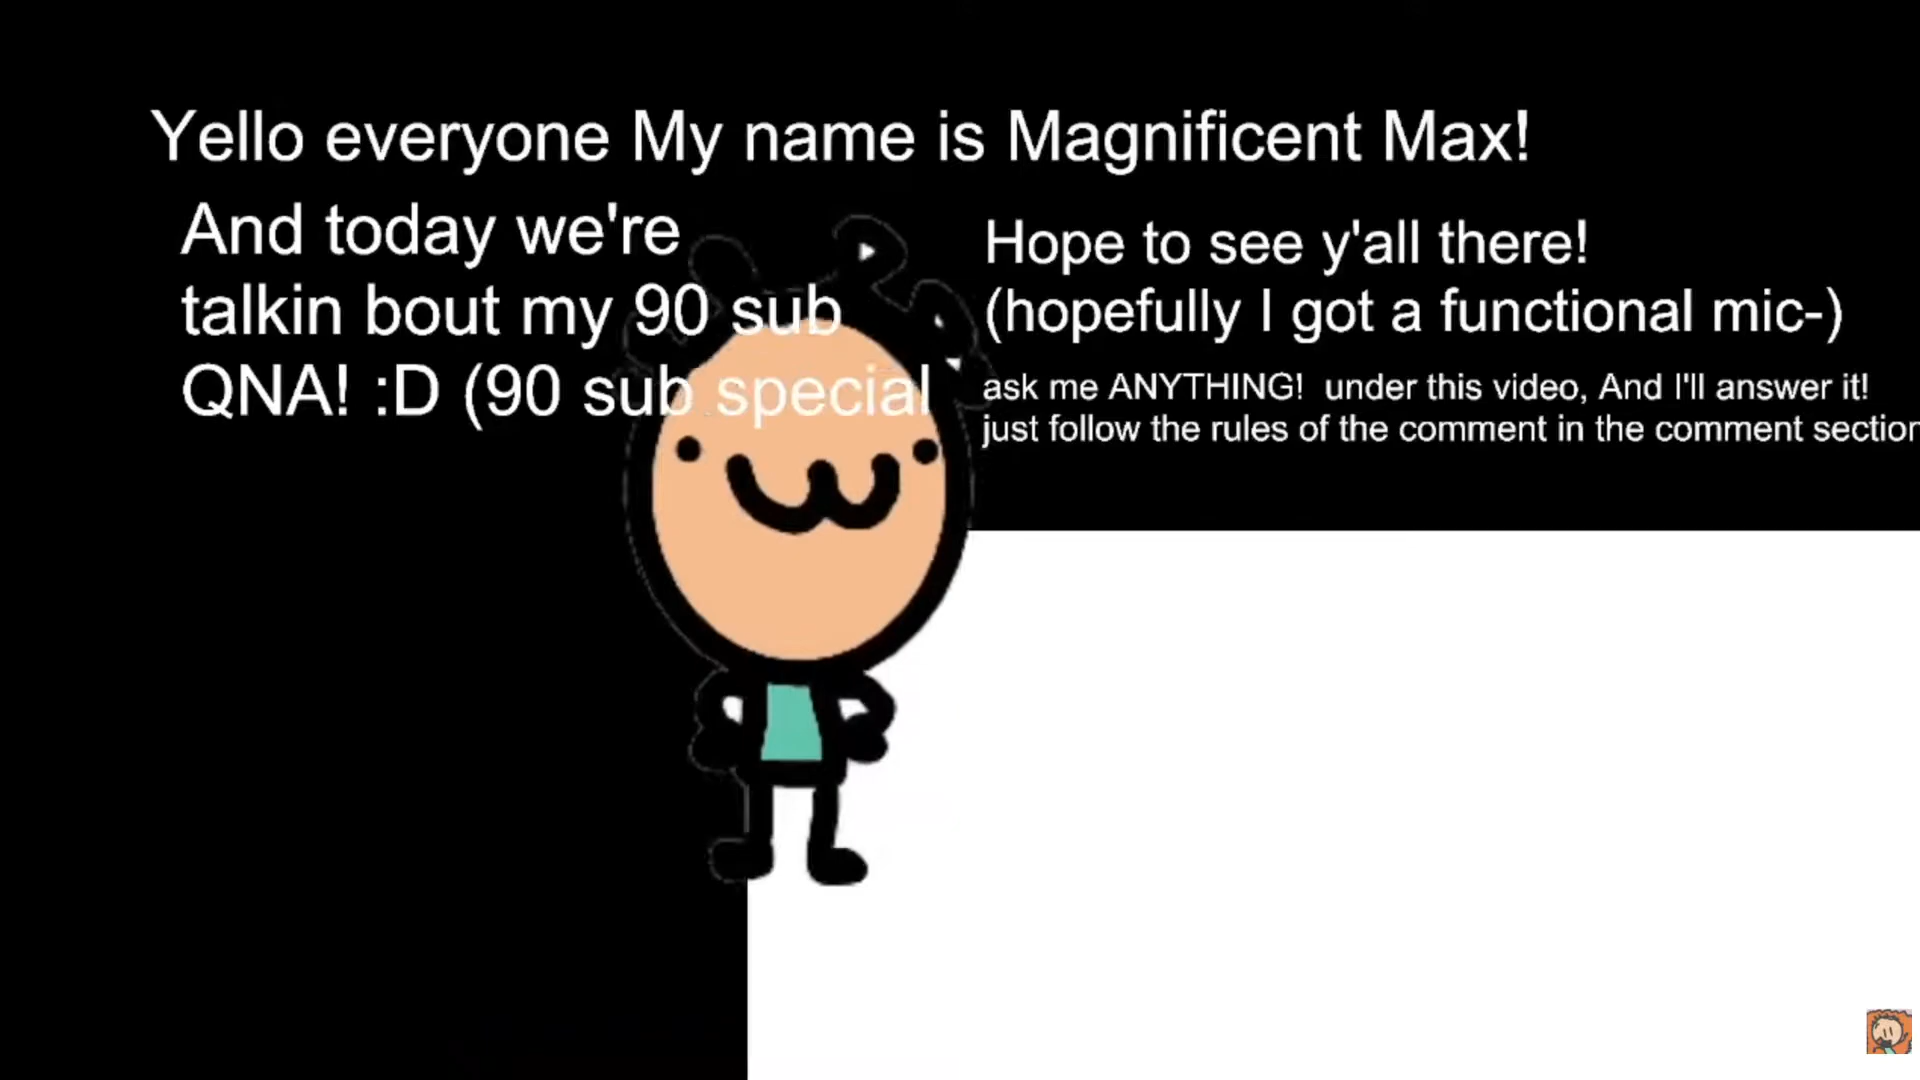 Yello everyone My name is Magnificent Max!
And today we're
talkin bout my 90 sub
QNA! :D (90 sub special
Hope to see y'all there!
(hopefully I got a functional mic-)
ask me ANYTHING!  under this video, And I'll answer it!
just follow the rules of the comment in the comment section